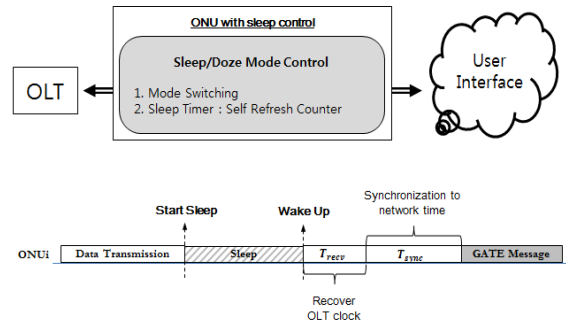 ONU with sleep control
Sleep/Doze Mode Control
1. Mode Switching
2. Sleep Timer : Self Refresh Counter
OLT
User
Interface
Synchronization to
network time
Start Sleep
Wake Up
ONUi
Data Transmission
Sleep
Trecv
Tsync
GATE Message
Recover
OLT clock